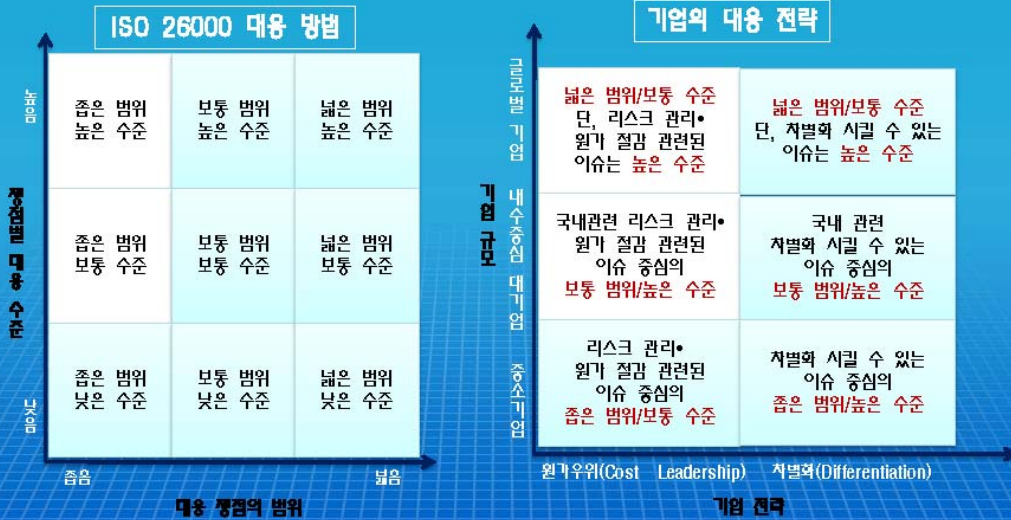 ISO 26000 대응 방법
높음
쟁점별 대응 수준
낮음
좁은 범위
높은 수준
보통 범위
높은 수준
넓은 범위
높은 수준
좁은 범위
보통 수준
보통 범위
보통 수준
넓은 범위
보통 수준
좁은 범위
낮은 수준
보통 범위
낮은 수준
넓은 범위
낮은 수준
좁음
넓음
대응 쟁점의 범위
기업의 대응 전략
기업 규모
글로벌 기업
내수중심 대기업
중소기업
넓은 범위/보통 수준
단, 리스크 관리•
원가 절감 관련된
이슈는 높은 수준
넓은 범위/보통 수준
단, 차별화 시킬 수 있는
이슈는 높은 수준
국내관련 리스크 관리•
원가 절감 관련된
이슈 중심의
보통 범위/높은 수준
국내 관련
차별화 시킬 수 있는
이슈 중심의
보통 범위/높은 수준
리스크 관리•
원가 절감 관련된
이슈 중심의
좁은 범위/보통 수준
차별화 시킬 수 있는
이슈 중심의
좁은 범위/높은 수준
원가우위(Cost Leadership)
차별화(Differentiation)
기업 전략